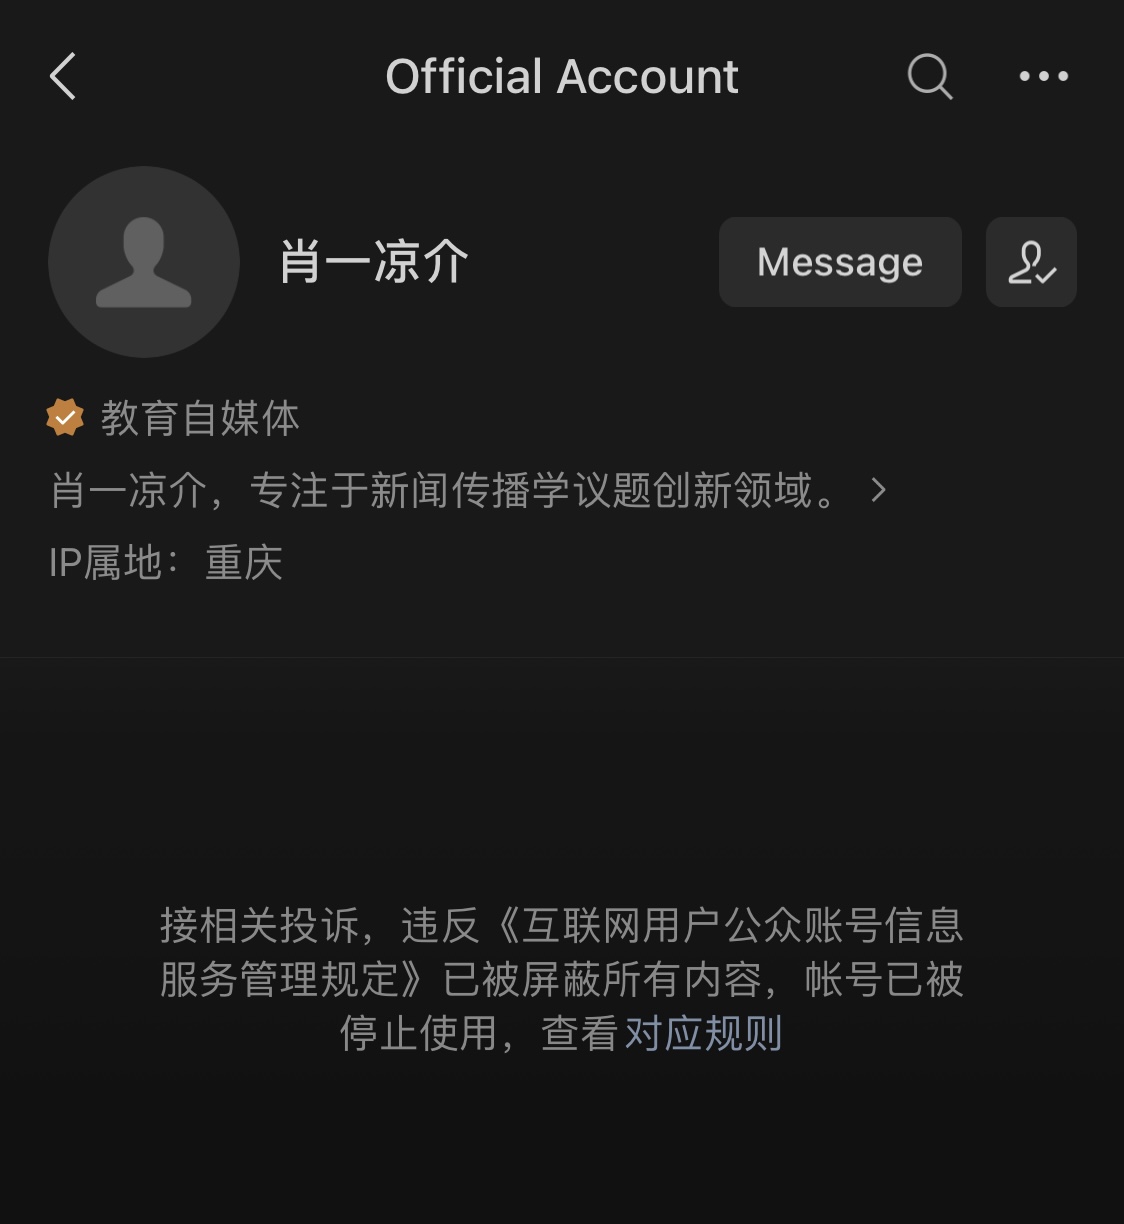 Official Account
肖一凉介
Message
教育自媒体
肖一凉介，专注于新闻传播学议题创新领域。
IP属地：重庆
接相关投诉，违反《互联网用户公众账号信息
服务管理规定》已被屏蔽所有内容，帐号已被
停止使用，查看对应规则